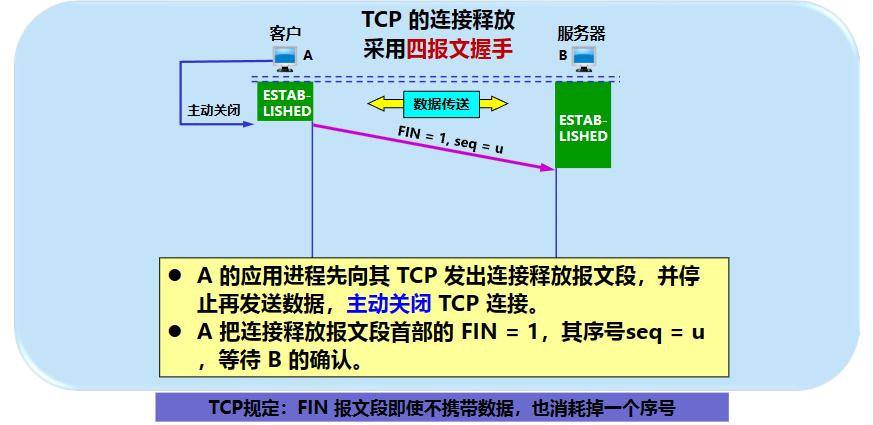 TCP 的连接释放
采用四报文握手
客户
A
服务器
B
ESTAB-
LISHED
主动关闭
数据传送
ESTAB-
LISHED
FIN = 1, seq = u
● A 的应用进程先向其 TCP 发出连接释放报文段，并停
止再发送数据，主动关闭 TCP 连接。
● A 把连接释放报文段首部的 FIN = 1，其序号seq = u
，等待 B 的确认。
TCP规定：FIN 报文段即使不携带数据，也消耗掉一个序号